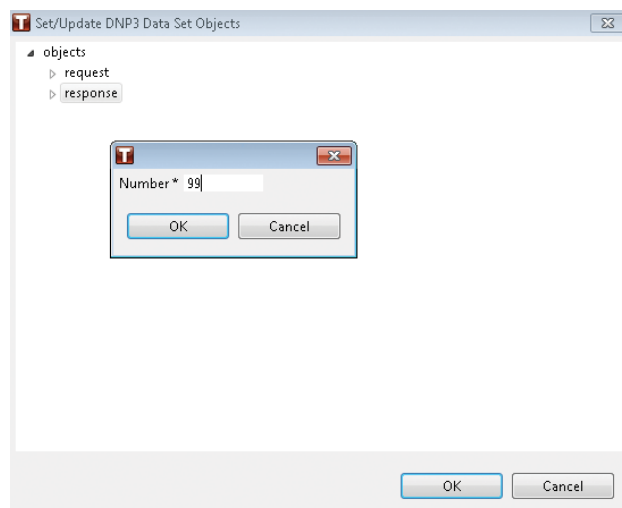 Set/Update DNP3 Data Set Objects
objects
request
response
T
Number * 99
OK Cancel
OK Cancel